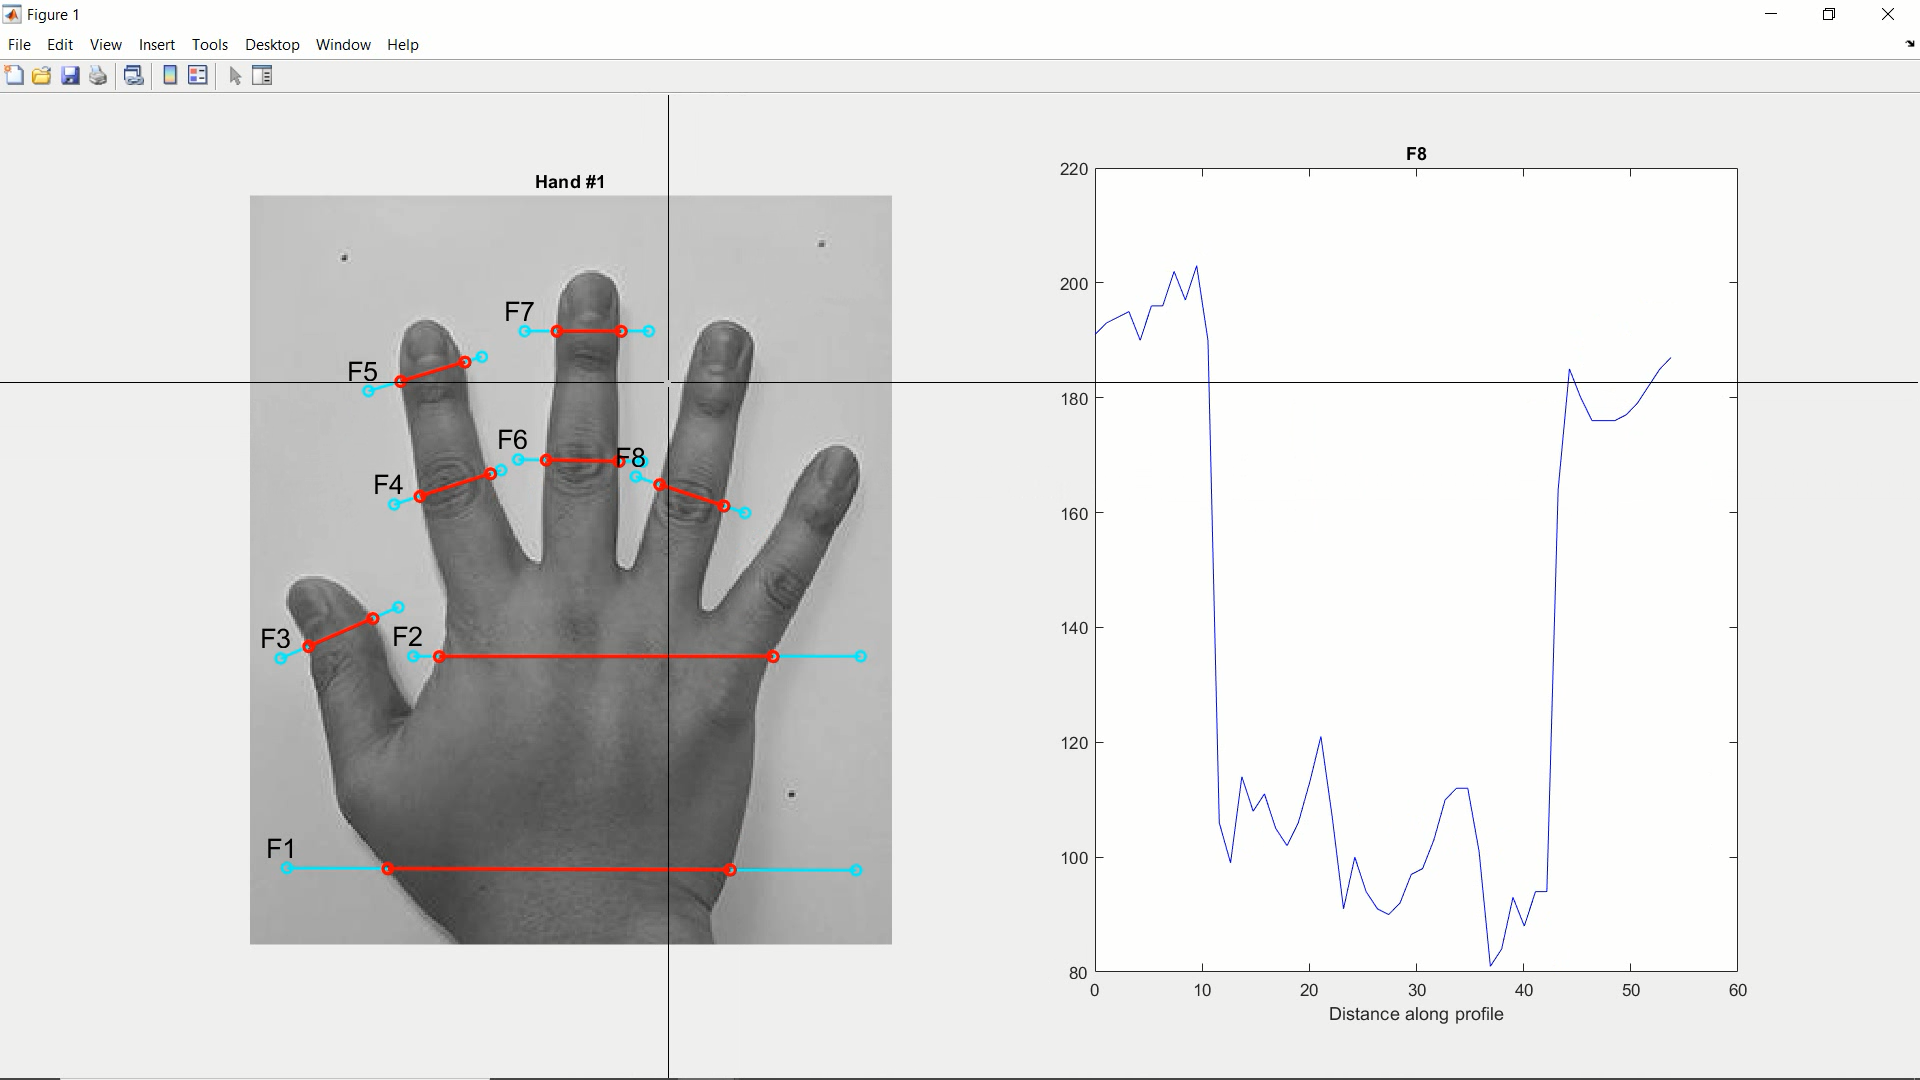 Figure 1
File Edit View Insert Tools Desktop Window Help
Hand #1
F7
F5
F6
F8
F4
F3
F2
F1
F8
220
200
180
160
140
120
100
80
0 10 20 30 40 50 60
Distance along profile